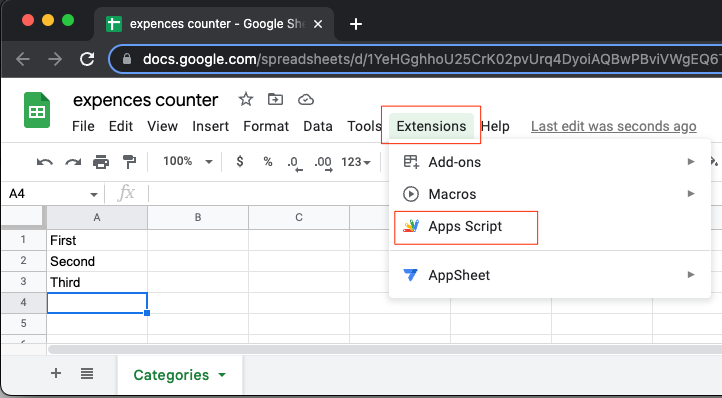 expences counter - Google She
docs.google.com/spreadsheets/d/1YeHGghhoU25CrK02pvUrq4DyoiAQBwPBviVWgEQ6T
expences counter
File Edit View Insert Format Data Tools Extensions Help Last edit was seconds ago
100% $ % .0 .00 123
Add-ons
Macros
Apps Script
AppSheet
A4 fx
A B C
1 First
2 Second
3 Third
4
5
Categories